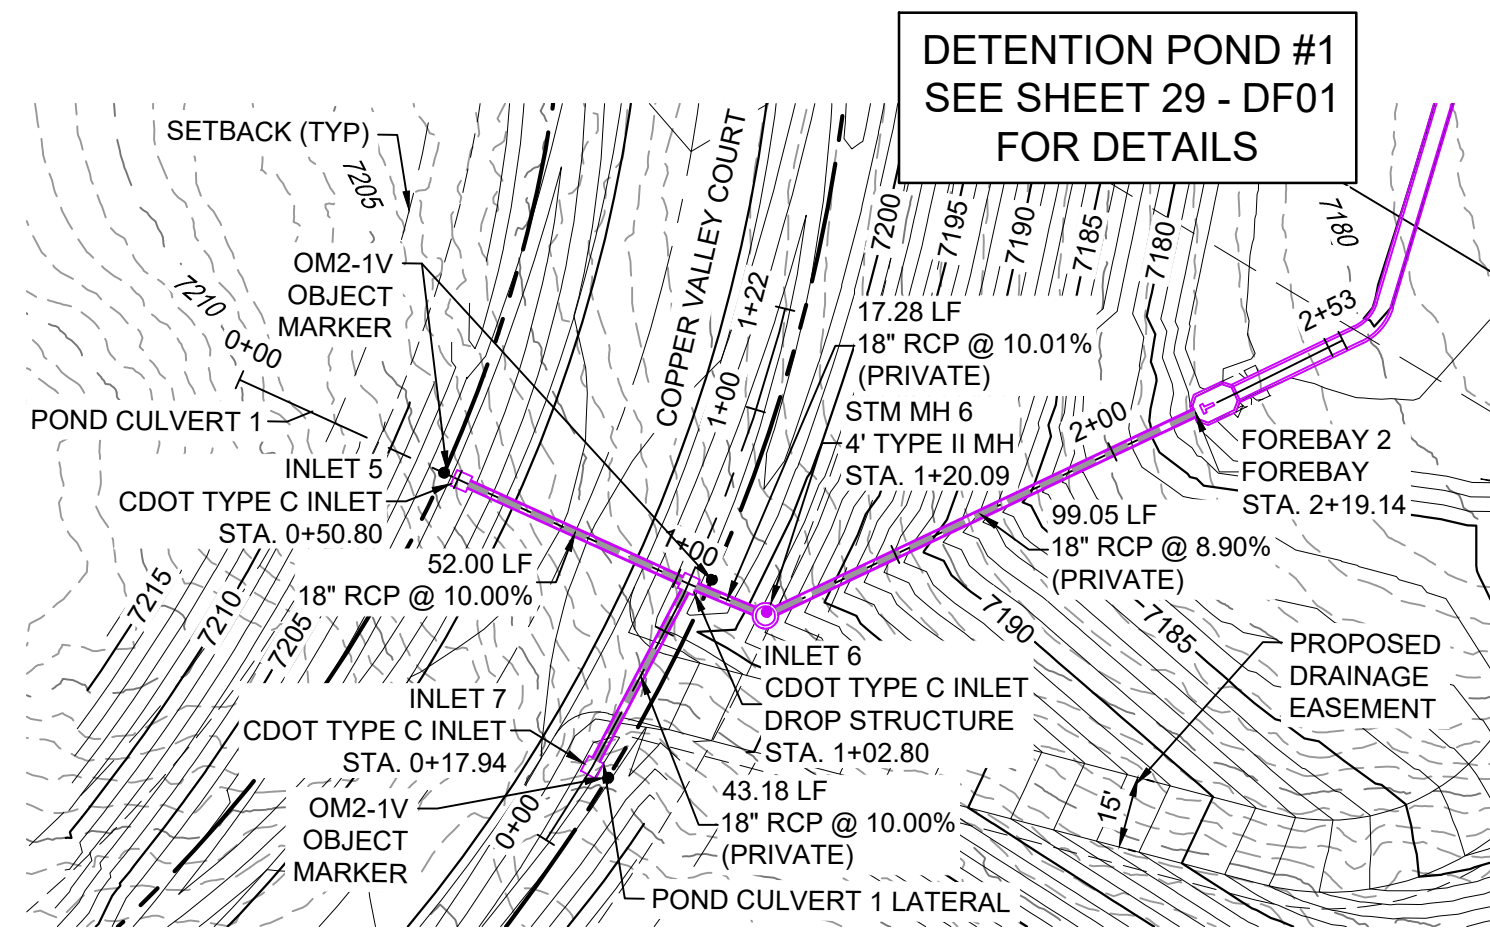 DETENTION POND #1
SEE SHEET 29 - DF01
FOR DETAILS
SETBACK (TYP)
7205
OM2-1V
OBJECT
MARKER
7210
0+00
POND CULVERT 1
INLET 5
CDOT TYPE C INLET
STA. 0+50.80
52.00 LF
18" RCP @ 10.00%
COPPER VALLEY COURT
1+22
1+00
7200
7195
7190
7185
7180
7180
2+53
17.28 LF
18" RCP @ 10.01%
(PRIVATE)
STM MH 6
4' TYPE II MH
STA. 1+20.09
2+00
FOREBAY 2
FOREBAY
STA. 2+19.14
99.05 LF
18" RCP @ 8.90%
(PRIVATE)
1+00
7215
7210
7205
7190
7185
INLET 6
CDOT TYPE C INLET
DROP STRUCTURE
STA. 1+02.80
PROPOSED
DRAINAGE
EASEMENT
15'
INLET 7
CDOT TYPE C INLET
STA. 0+17.94
43.18 LF
18" RCP @ 10.00%
(PRIVATE)
OM2-1V
OBJECT
MARKER
0+00
POND CULVERT 1 LATERAL